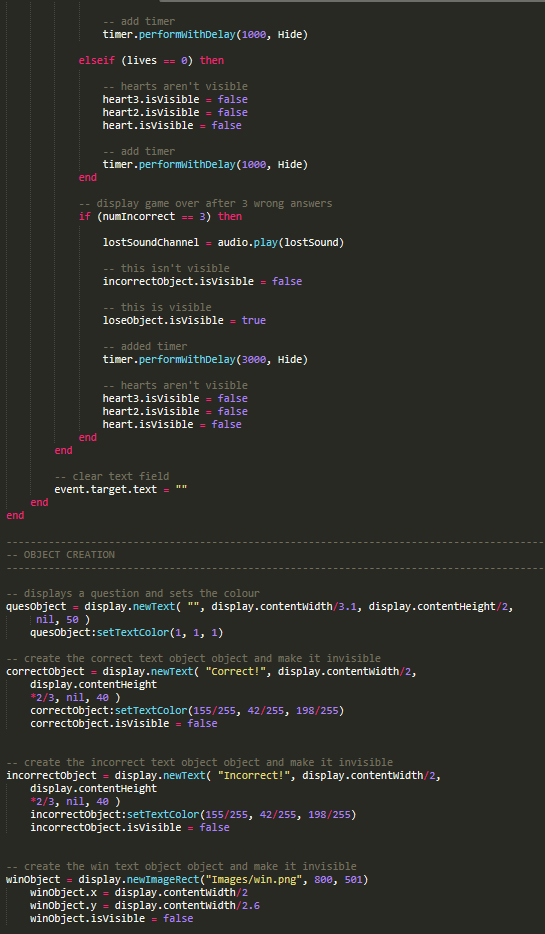 -- add timer
timer.performWithDelay(1000, Hide)
elseif (lives == 0) then
-- hearts aren't visible
heart3.isVisible = false
heart2.isVisible = false
heart.isVisible = false
-- add timer
timer.performWithDelay(1000, Hide)
end
-- display game over after 3 wrong answers
if (numIncorrect == 3) then
lostSoundChannel = audio.play(lostSound)
-- this isn't visible
incorrectObject.isVisible = false
-- this is visible
loseObject.isVisible = true
-- added timer
timer.performWithDelay(3000, Hide)
-- hearts aren't visible
heart3.isVisible = false
heart2.isVisible = false
heart.isVisible = false
end
end
-- clear text field
event.target.text = ""
end
end
-----------------------------------------------------------------------------------------
-- OBJECT CREATION
-----------------------------------------------------------------------------------------
-- displays a question and sets the colour
quesObject = display.newText( "", display.contentWidth/3.1, display.contentHeight/2,
nil, 50 )
quesObject:setTextColor(1, 1, 1)
-- create the correct text object object and make it invisible
correctObject = display.newText( "Correct!", display.contentWidth/2,
display.contentHeight
*2/3, nil, 40 )
correctObject:setTextColor(155/255, 42/255, 198/255)
correctObject.isVisible = false
-- create the incorrect text object object and make it invisible
incorrectObject = display.newText( "Incorrect!", display.contentWidth/2,
display.contentHeight
*2/3, nil, 40 )
incorrectObject:setTextColor(155/255, 42/255, 198/255)
incorrectObject.isVisible = false
-- create the win text object object and make it invisible
winObject = display.newImageRect("Images/win.png", 800, 501)
winObject.x = display.contentWidth/2
winObject.y = display.contentWidth/2.6
winObject.isVisible = false